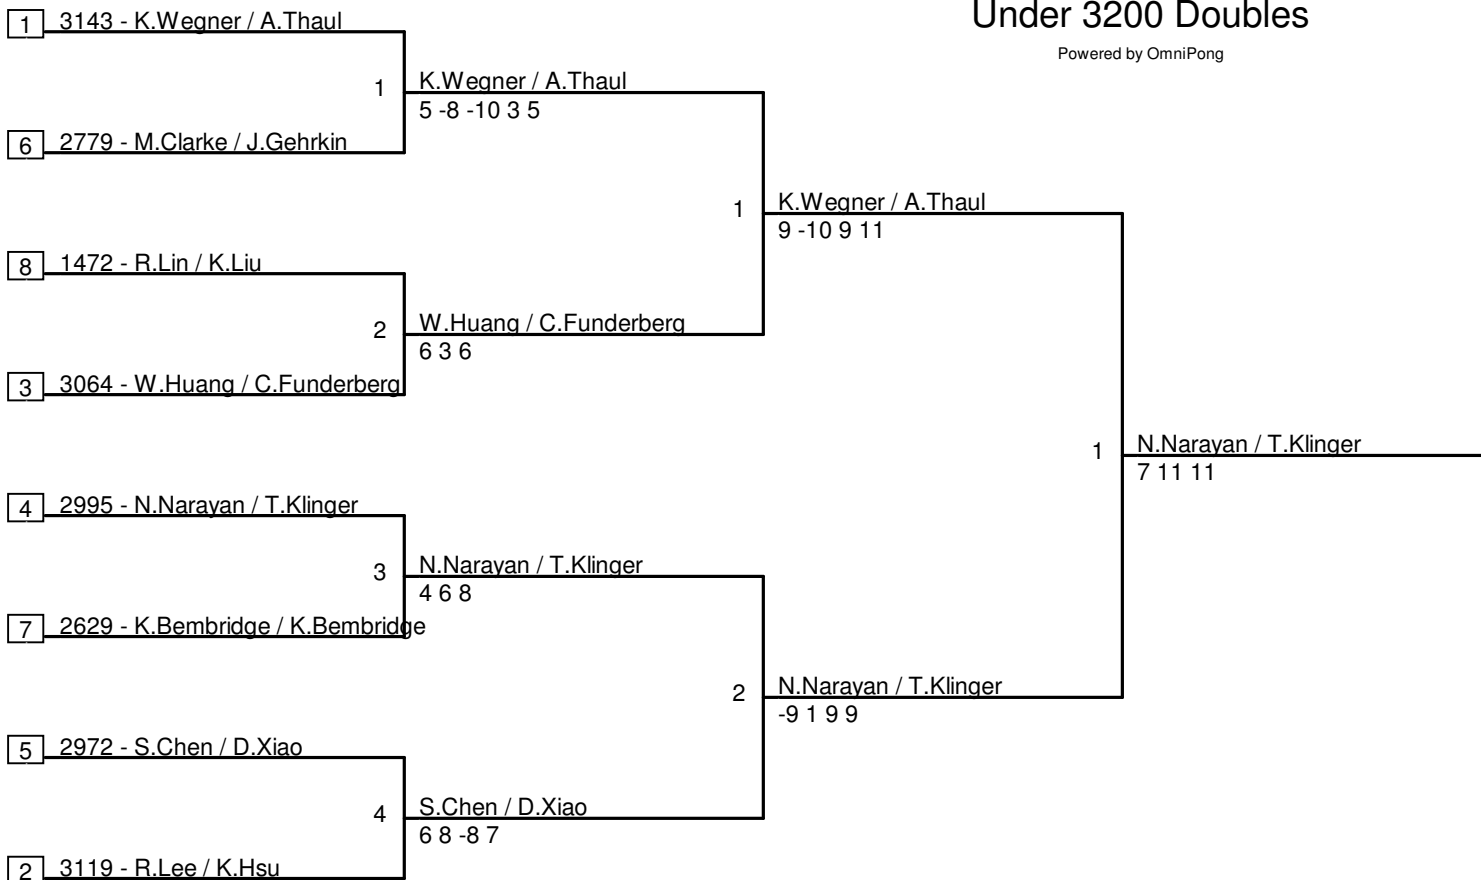 Under 3200 Doubles
Powered by OmniPong
1 3143 - K.Wegner / A.Thaul
1 K.Wegner / A.Thaul
5 -8 -10 3 5
6 2779 - M.Clarke / J.Gehrkin
1 K.Wegner / A.Thaul
9 -10 9 11
8 1472 - R.Lin / K.Liu
2 W.Huang / C.Funderberg
6 3 6
3 3064 - W.Huang / C.Funderberg
1 N.Narayan / T.Klinger
7 11 11
4 2995 - N.Narayan / T.Klinger
3 N.Narayan / T.Klinger
4 6 8
7 2629 - K.Bembridge / K.Bembridge
2 N.Narayan / T.Klinger
-9 1 9 9
5 2972 - S.Chen / D.Xiao
4 S.Chen / D.Xiao
6 8 -8 7
2 3119 - R.Lee / K.Hsu